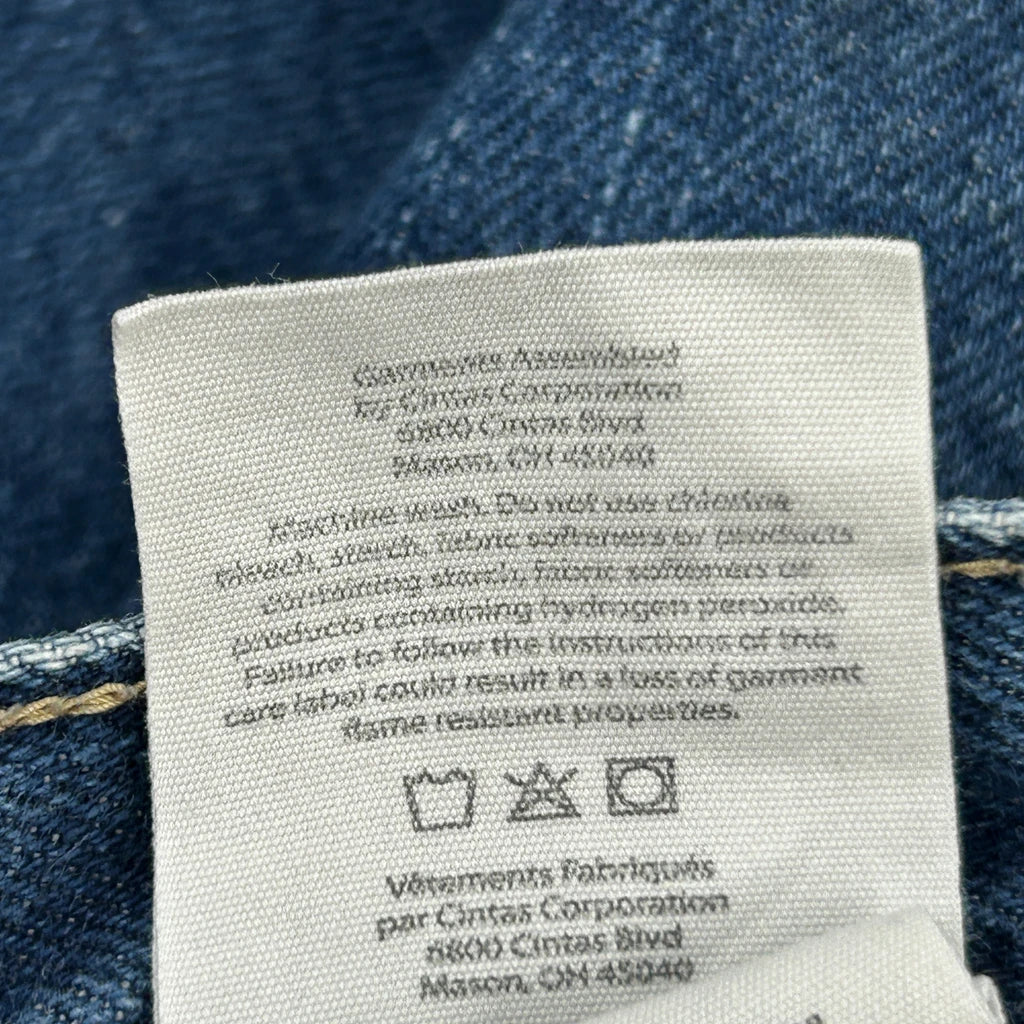 Garments Assembled
by Cintas Corporation
6800 Cintas Blvd
Mason, OH 45040
Machine wash. Do not use chlorine
bleach, starch, fabric softeners or products
containing starch, fabric softeners or
products containing hydrogen peroxide.
Failure to follow the instructions of this
care label could result in a loss of garment
flame resistant properties.
Vêtements Fabriqués
par Cintas Corporation
6800 Cintas Blvd
Mason, OH 45040